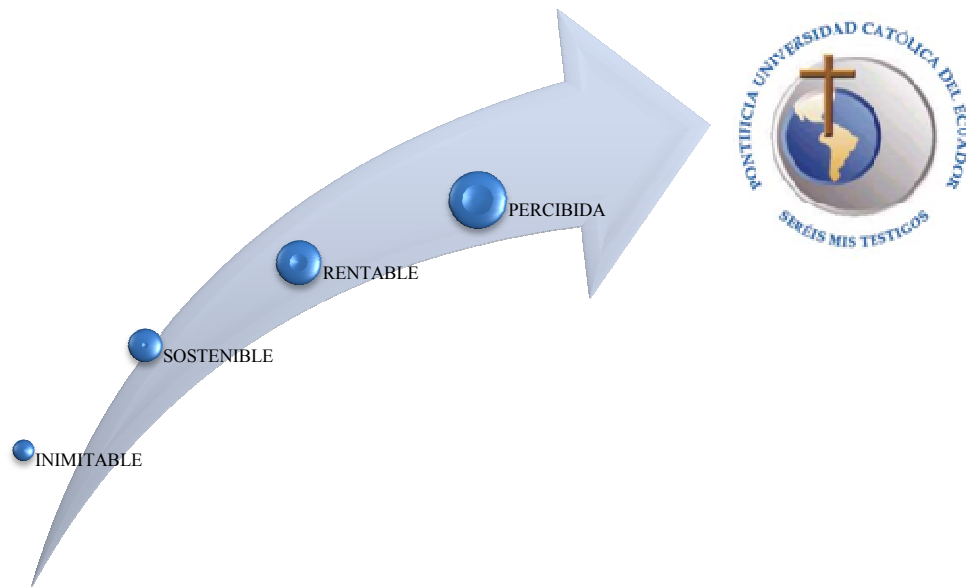 PONTIFICIA UNIVERSIDAD CATÓLICA DEL ECUADOR
SERÉIS MIS TESTIGOS
PERCIBIDA
RENTABLE
SOSTENIBLE
INIMITABLE